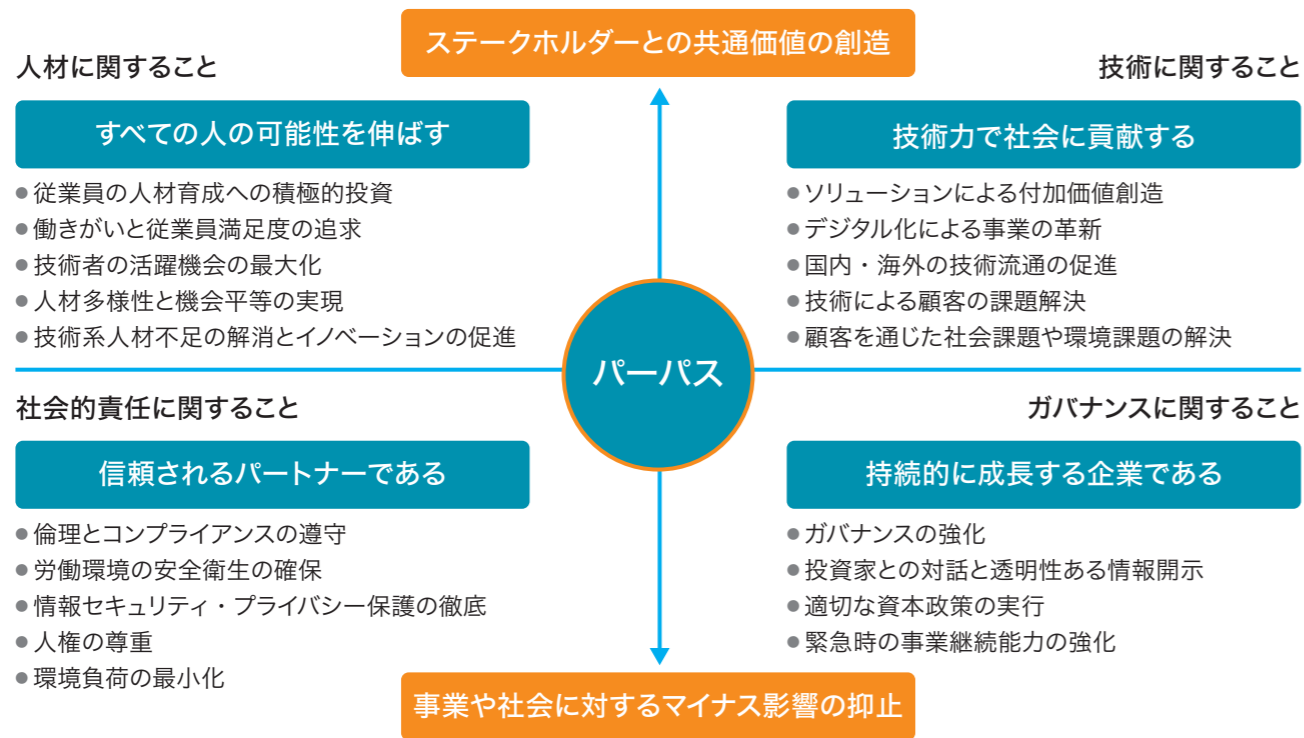 ステークホルダーとの共通価値の創造
人材に関すること
すべての人の可能性を伸ばす
●従業員の人材育成への積極的投資
●働きがいと従業員満足度の追求
●技術者の活躍機会の最大化
●人材多様性と機会平等の実現
●技術系人材不足の解消とイノベーションの促進
技術に関すること
技術力で社会に貢献する
●ソリューションによる付加価値創造
●デジタル化による事業の革新
●国内・海外の技術流通の促進
●技術による顧客の課題解決
●顧客を通じた社会課題や環境課題の解決
パーパス
社会的責任に関すること
信頼されるパートナーである
●倫理とコンプライアンスの遵守
●労働環境の安全衛生の確保
●情報セキュリティ・プライバシー保護の徹底
●人権の尊重
●環境負荷の最小化
ガバナンスに関すること
持続的に成長する企業である
●ガバナンスの強化
●投資家との対話と透明性ある情報開示
●適切な資本政策の実行
●緊急時の事業継続能力の強化
事業や社会に対するマイナス影響の抑止